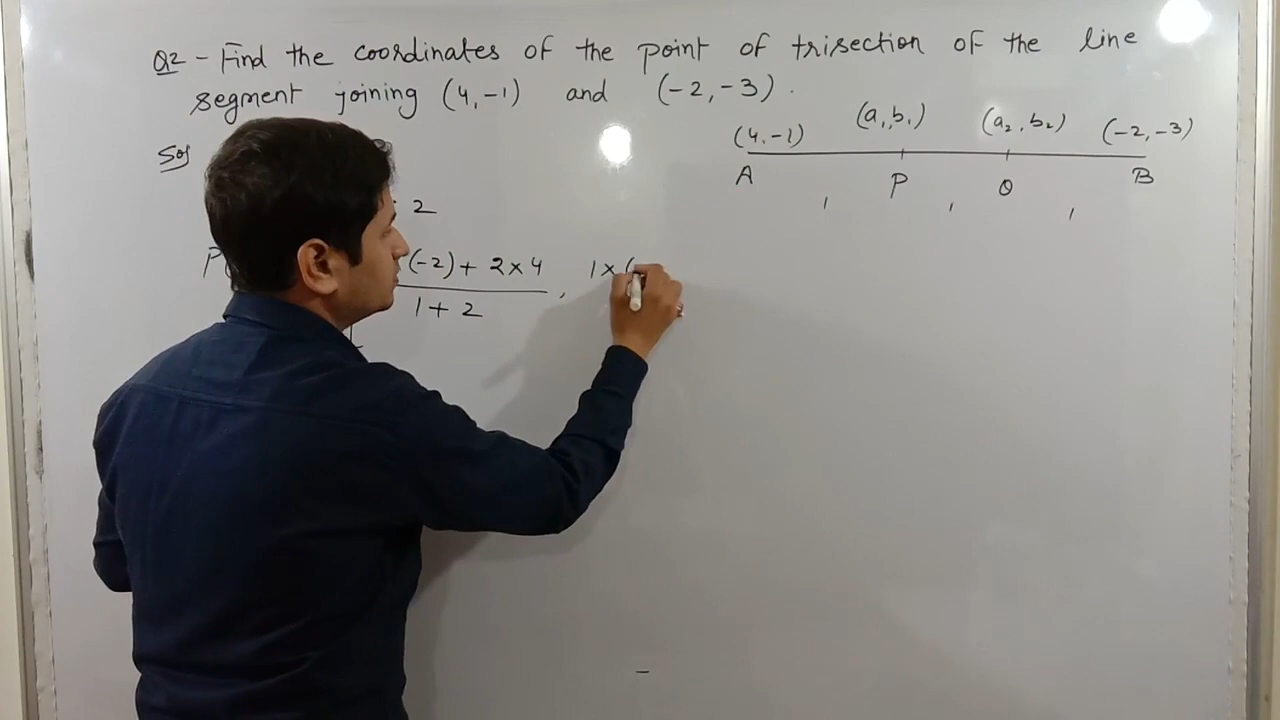 Q2 - Find the coordinates of the point of trisection of the line
segment joining (4,-1) and (-2,-3).
(4,-1) (a₁,b₁) (a₂,b₂) (-2,-3)
Sol
A P Q B
1 1 1
2
P (-2) + 2×4 , 1×(
1+2